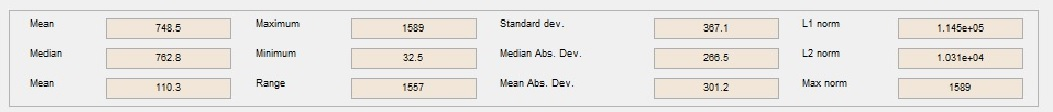 Mean 748.5 Maximum 1589 Standard dev. 367.1 L1 norm 1.145e+05
Median 762.8 Minimum 32.5 Median Abs. Dev. 266.5 L2 norm 1.031e+04
Mean 110.3 Range 1557 Mean Abs. Dev. 301.2 Max norm 1589